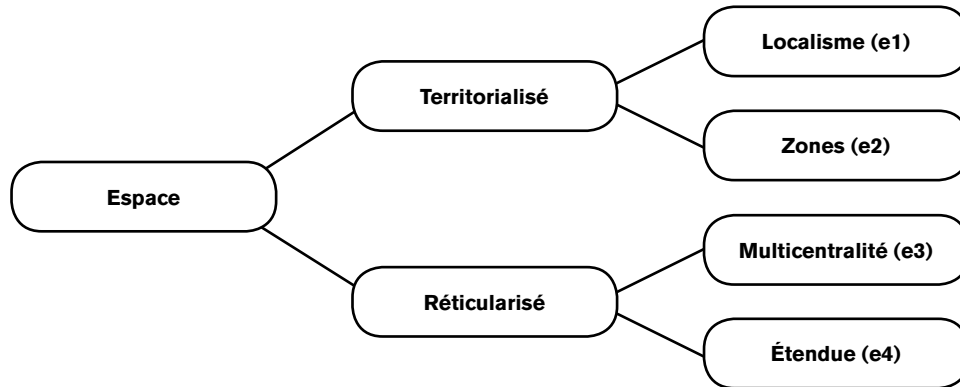 Espace
Territorialisé
Réticularisé
Localisme (e1)
Zones (e2)
Multicentralité (e3)
Étendue (e4)